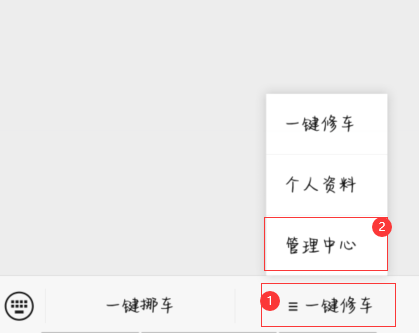 一键修车
个人资料
2
管理中心
一键挪车
1
≡ 一键修车